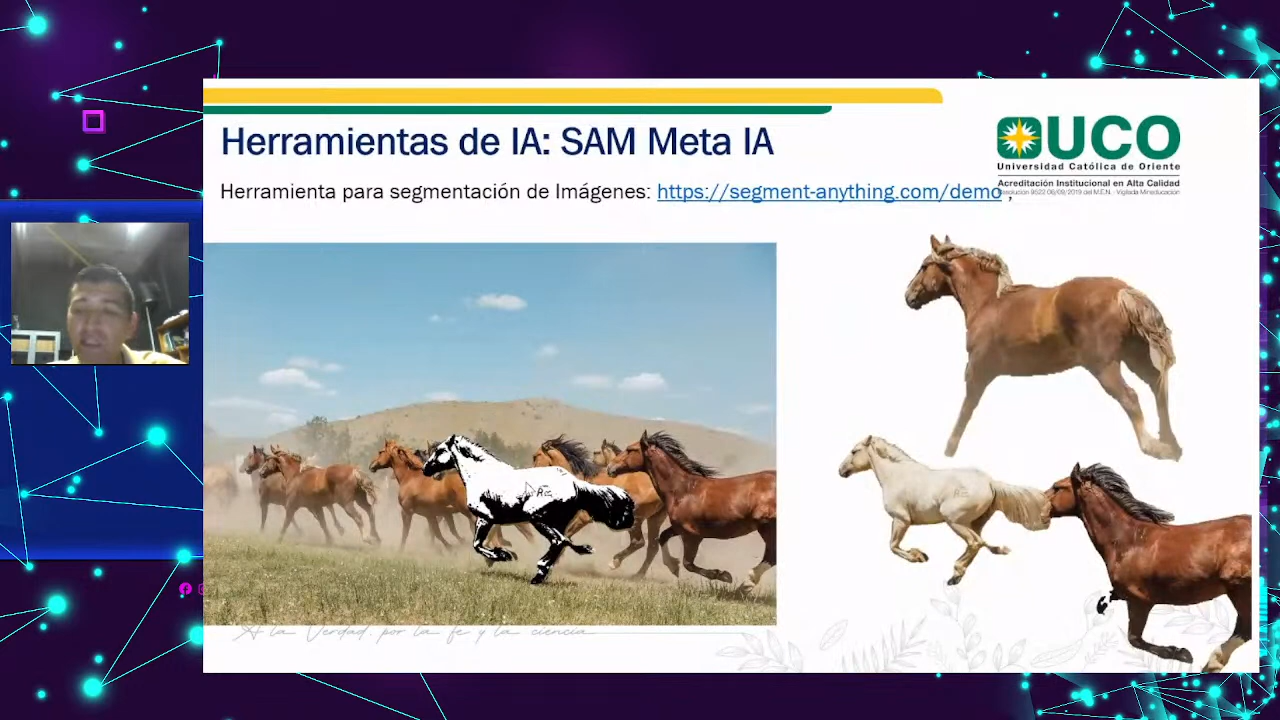 Herramientas de IA: SAM Meta IA
UCO
Universidad Católica de Oriente
Acreditación Institucional en Alta Calidad
Herramienta para segmentación de Imágenes: https://segment-anything.com/demo ,
A la Verdad por la fe y la ciencia